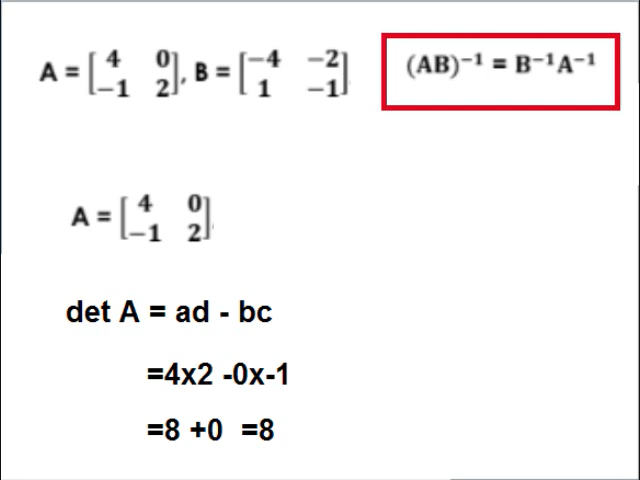 A = [4 0 -1 2], B = [-4 -2 1 -1] (AB)⁻¹ = B⁻¹A⁻¹
A = [4 0 -1 2]
det A = ad - bc
=4x2 -0x-1
=8 +0 =8